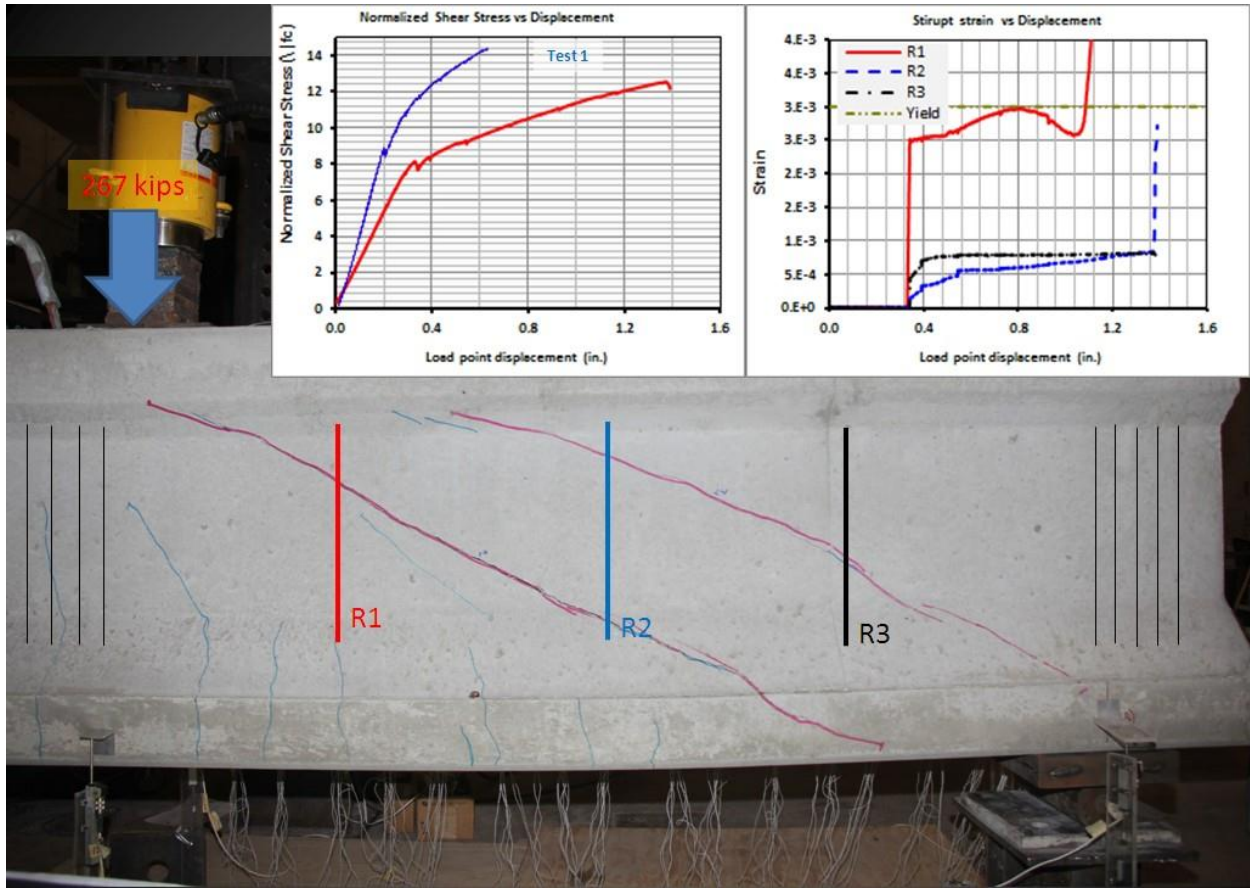 Normalized Shear Stress vs Displacement
Normalized Shear Stress (\|fc)
14
12
10
8
6
4
2
0
Test 1
0.0 0.4 0.8 1.2 1.6
Load point displacement (in.)
Stirupt strain vs Displacement
Strain
4.E-3
4.E-3
3.E-3
3.E-3
2.E-3
2.E-3
1.E-3
5.E-4
0.E+0
R1
R2
R3
Yield
0.0 0.4 0.8 1.2 1.6
Load point displacement (in.)
267 kips
R1
R2
R3